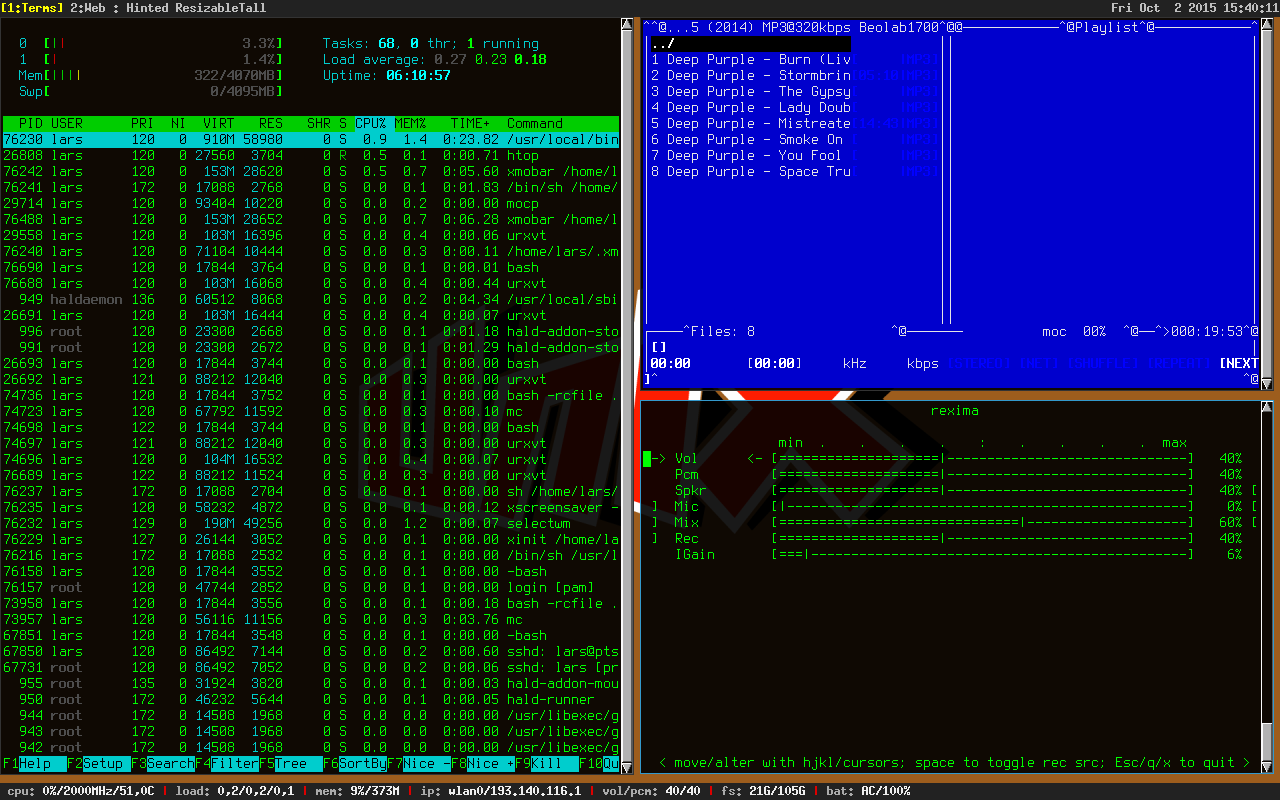 [1:Terms] 2:Web : Hinted ResizableTall
Fri Oct  2 2015 15:40:11
0  [||                       3.3%]
1  [|                        1.4%]
Mem[||||              322/4070MB]
Swp[                    0/4095MB]
Tasks: 68, 0 thr; 1 running
Load average: 0.27 0.23 0.18
Uptime: 06:10:57
PID USER      PRI  NI  VIRT   RES   SHR S CPU% MEM%   TIME+  Command
76230 lars      120   0  910M 58980     0 S  0.9  1.4  0:23.82 /usr/local/bin
26808 lars      120   0 27560  3704     0 R  0.5  0.1  0:00.71 htop
76242 lars      120   0  153M 28620     0 S  0.5  0.7  0:05.60 xmobar /home/l
76241 lars      172   0 17088  2768     0 S  0.0  0.1  0:01.83 /bin/sh /home/
29714 lars      120   0 93404 10220     0 S  0.0  0.2  0:00.00 mocp
76488 lars      120   0  153M 28652     0 S  0.0  0.7  0:06.28 xmobar /home/l
29558 lars      120   0  103M 16396     0 S  0.0  0.4  0:00.06 urxvt
76240 lars      120   0 71104 10444     0 S  0.0  0.3  0:00.11 /home/lars/.xm
76690 lars      120   0 17844  3764     0 S  0.0  0.1  0:00.01 bash
76688 lars      120   0  103M 16068     0 S  0.0  0.4  0:00.44 urxvt
949 haldaemon 136   0 60512  8068     0 S  0.0  0.2  0:04.34 /usr/local/sbi
26691 lars      120   0  103M 16444     0 S  0.0  0.4  0:00.07 urxvt
996 root      120   0 23300  2668     0 S  0.0  0.1  0:01.18 hald-addon-sto
991 root      120   0 23300  2672     0 S  0.0  0.1  0:01.29 hald-addon-sto
26693 lars      120   0 17844  3744     0 S  0.0  0.1  0:00.00 bash
26692 lars      121   0 88212 12040     0 S  0.0  0.3  0:00.00 urxvt
74736 lars      120   0 17844  3752     0 S  0.0  0.1  0:00.00 bash -rcfile .
74723 lars      120   0 67792 11592     0 S  0.0  0.3  0:00.01 mc
74698 lars      122   0 17844  3744     0 S  0.0  0.1  0:00.00 bash
74697 lars      121   0 88212 12040     0 S  0.0  0.3  0:00.00 urxvt
74696 lars      120   0  104M 16532     0 S  0.0  0.4  0:00.07 urxvt
76689 lars      122   0 88212 11524     0 S  0.0  0.3  0:00.00 urxvt
76237 lars      172   0 17088  2704     0 S  0.0  0.1  0:00.00 sh /home/lars/
76235 lars      120   0 58232  4872     0 S  0.0  0.1  0:00.12 xscreensaver -
76232 lars      129   0  190M 49256     0 S  0.0  1.2  0:00.07 selectwm
76229 lars      127   0 26144  3052     0 S  0.0  0.1  0:00.00 xinit /home/la
76216 lars      172   0 17088  2532     0 S  0.0  0.1  0:00.00 /bin/sh /usr/l
76158 lars      120   0 17844  3552     0 S  0.0  0.1  0:00.00 -bash
76157 root      120   0 47744  2852     0 S  0.0  0.1  0:00.00 login [pam]
73958 lars      120   0 17844  3556     0 S  0.0  0.1  0:00.18 bash -rcfile .
73957 lars      120   0 56116 11156     0 S  0.0  0.3  0:03.76 mc
67851 lars      120   0 17844  3548     0 S  0.0  0.1  0:00.00 -bash
67850 lars      120   0 86492  7144     0 S  0.0  0.2  0:00.03 sshd: lars@pts
67731 root      120   0 86492  7052     0 S  0.0  0.2  0:00.06 sshd: lars [pr
955 root      135   0 31924  3820     0 S  0.0  0.1  0:00.03 hald-addon-mou
950 root      172   0 46232  5644     0 S  0.0  0.1  0:00.05 hald-runner
944 root      172   0 14508  1968     0 S  0.0  0.0  0:00.00 /usr/libexec/g
943 root      172   0 14508  1968     0 S  0.0  0.0  0:00.00 /usr/libexec/g
942 root      172   0 14508  1968     0 S  0.0  0.0  0:00.00 /usr/libexec/g
F1Help  F2Setup F3SearchF4FilterF5Tree  F6SortByF7Nice -F8Nice +F9Kill  F10Qu
^^@...5 (2014) MP3@320kbps Beolab1700^@@ ^@Playlist^@ ^
../
1 Deep Purple - Burn (Liv
2 Deep Purple - Stormbrin
3 Deep Purple - The Gypsy
4 Deep Purple - Lady Doub
5 Deep Purple - Mistreate
6 Deep Purple - Smoke On
7 Deep Purple - You Fool
8 Deep Purple - Space Tru
^Files: 8 ^@ moc  00%  ^@ ^>000:19:53^@
[]
00:00       [00:00]     kHz     kbps [STEREO] [NET] [SHUFFLE] [REPEAT] [NEXT
]^ ^@
rexima
min  .    .    .    .    :    .    .    .    .  max
-> Vol      <- [====================|------------------------------]   40%
Pcm         [====================|------------------------------]   40%
Spkr        [====================|------------------------------]   40% [
] Mic         [|--------------------------------------------------]    0% [
] Mix         [==============================|--------------------]   60% [
] Rec         [====================|------------------------------]   40%
IGain       [===|-----------------------------------------------]    6%
< move/alter with hjkl/cursors; space to toggle rec src; Esc/q/x to quit >
cpu: 0%/2000MHz/51,0C | load: 0,2/0,2/0,1 | mem: 9%/373M | ip: wlan0/193.140.116.1 | vol/pcm: 40/40 | fs: 21G/105G | bat: AC/100%